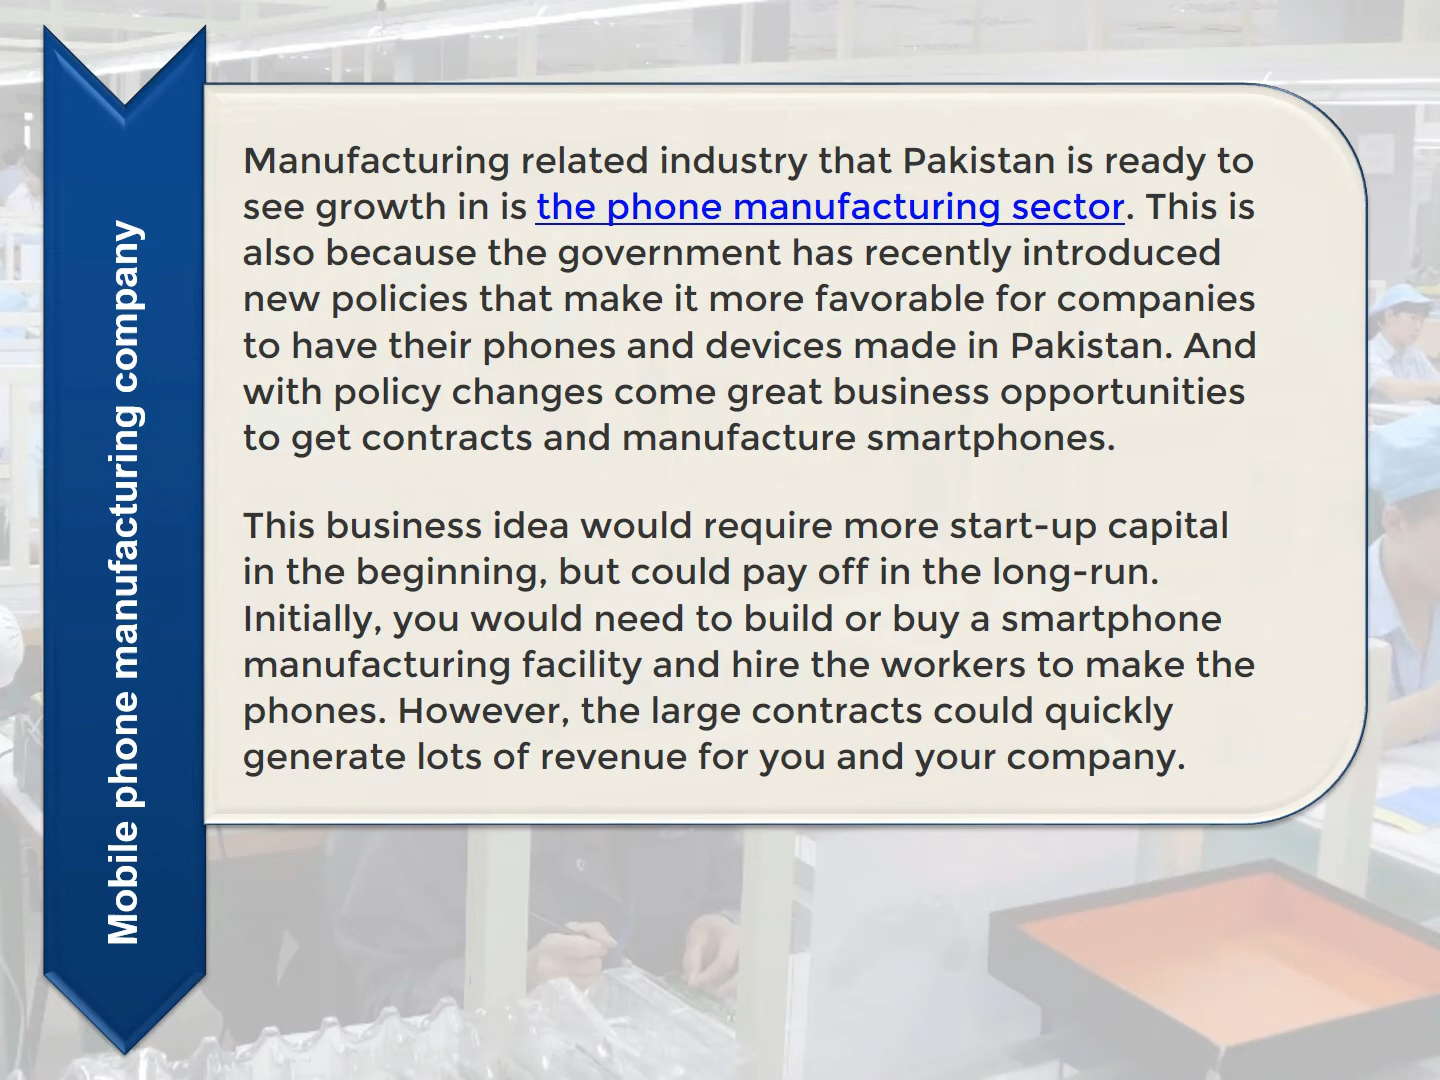 Mobile phone manufacturing company
Manufacturing related industry that Pakistan is ready to
see growth in is the phone manufacturing sector. This is
also because the government has recently introduced
new policies that make it more favorable for companies
to have their phones and devices made in Pakistan. And
with policy changes come great business opportunities
to get contracts and manufacture smartphones.
This business idea would require more start-up capital
in the beginning, but could pay off in the long-run.
Initially, you would need to build or buy a smartphone
manufacturing facility and hire the workers to make the
phones. However, the large contracts could quickly
generate lots of revenue for you and your company.